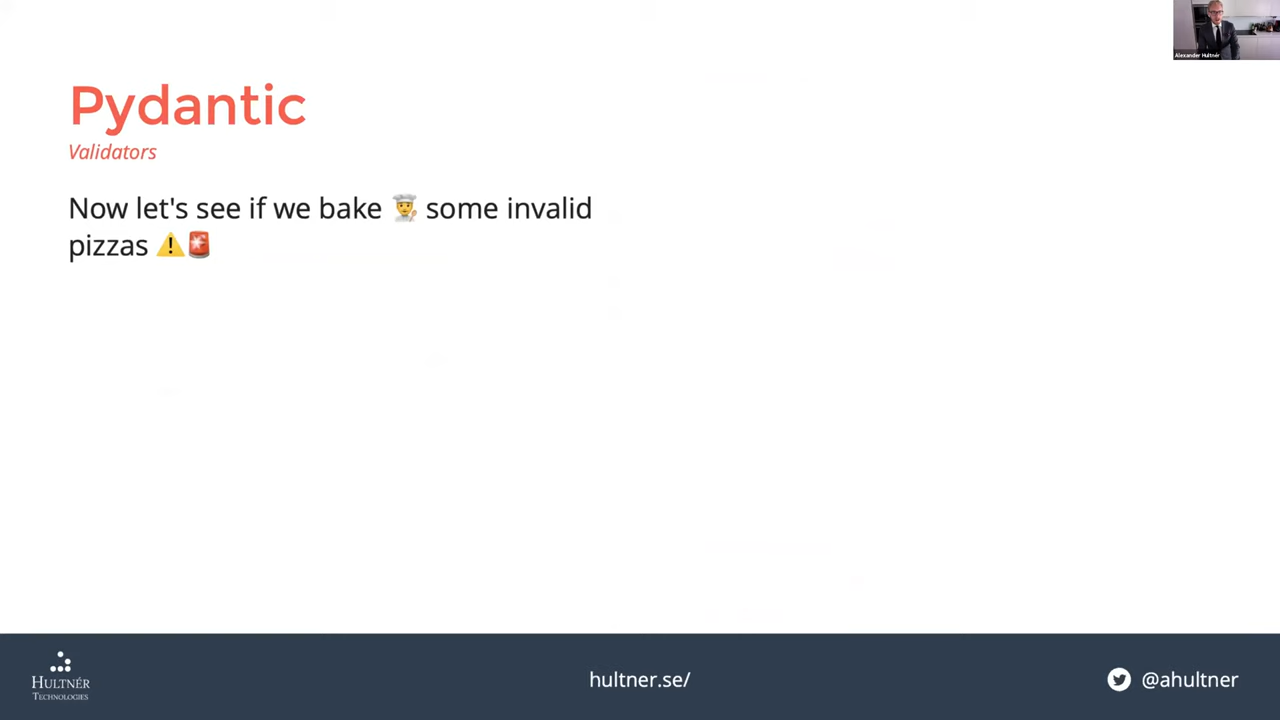 Alexander Hultnér
Pydantic
Validators
Now let's see if we bake 👨‍🍳 some invalid
pizzas ⚠️🚨
HULTNÉR
TECHNOLOGIES
hultner.se/
@ahultner